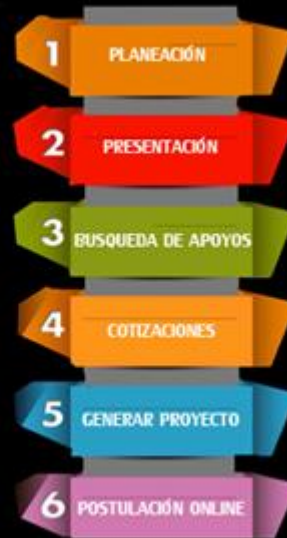 1 PLANEACIÓN
2 PRESENTACIÓN
3 BUSQUEDA DE APOYOS
4 COTIZACIONES
5 GENERAR PROYECTO
6 POSTULACIÓN ONLINE